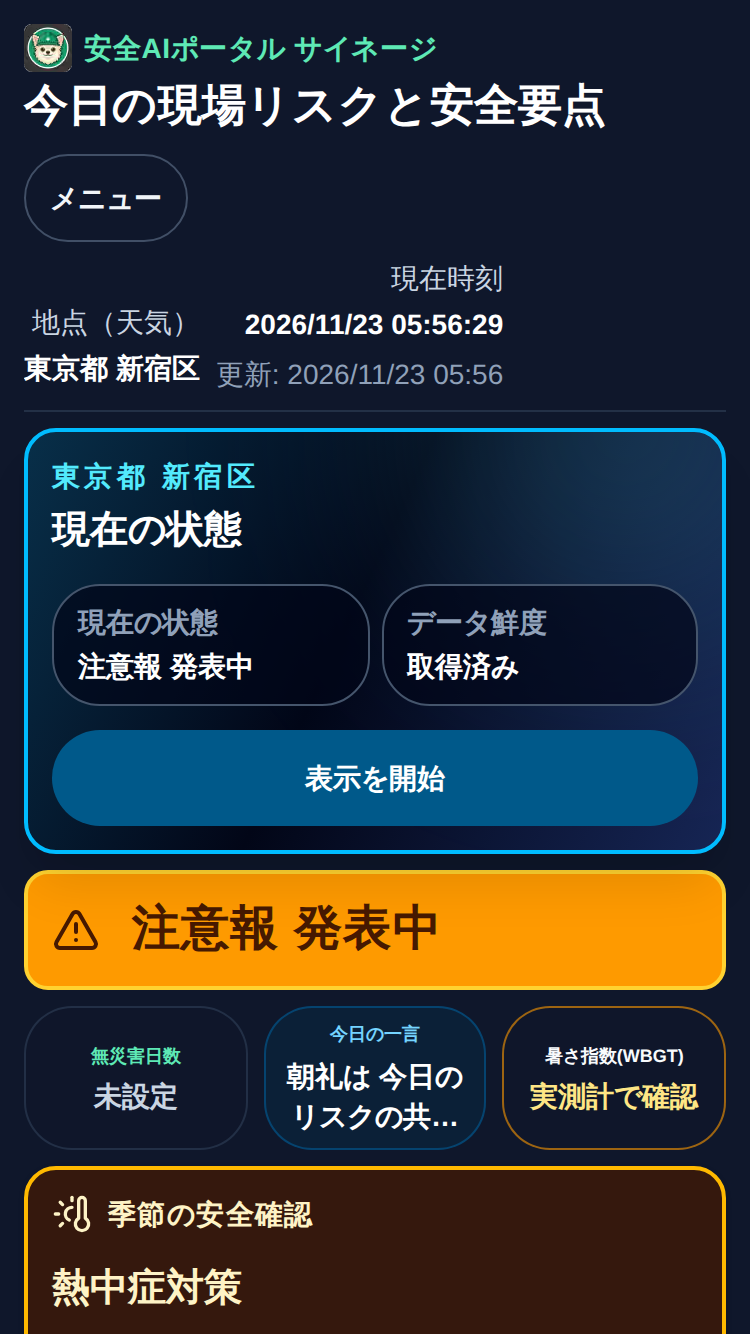 安全AIポータル サイネージ
今日の現場リスクと安全要点
メニュー
現在時刻
地点（天気）
2026/11/23 05:56:29
東京都 新宿区
更新: 2026/11/23 05:56
東京都 新宿区
現在の状態
現在の状態
注意報 発表中
データ鮮度
取得済み
表示を開始
注意報 発表中
無災害日数
未設定
今日の一言
朝礼は 今日の
リスクの共…
暑さ指数(WBGT)
実測計で確認
季節の安全確認
熱中症対策